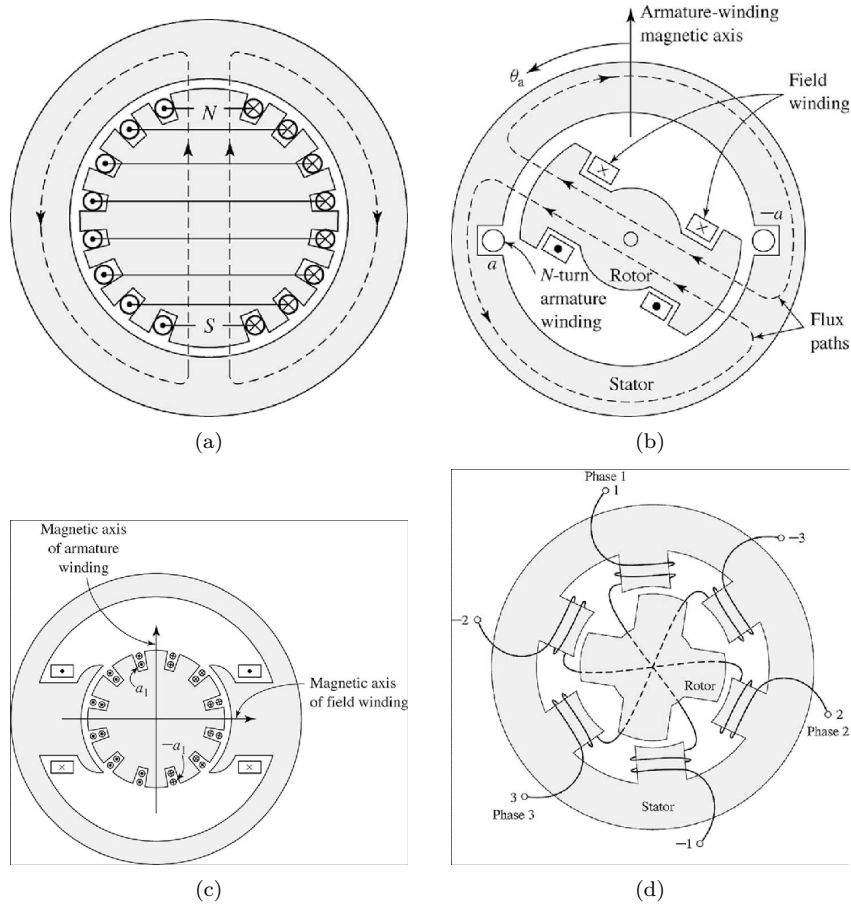 N
S
(a)
Armature-winding
magnetic axis
θa
Field
winding
−a
a
N-turn
armature
winding
Rotor
Flux
paths
Stator
(b)
Magnetic axis
of armature
winding
a1
Magnetic axis
of field winding
−a1
(c)
Phase 1
1
−3
−2
Rotor
2
Phase 2
3
Phase 3
Stator
−1
(d)